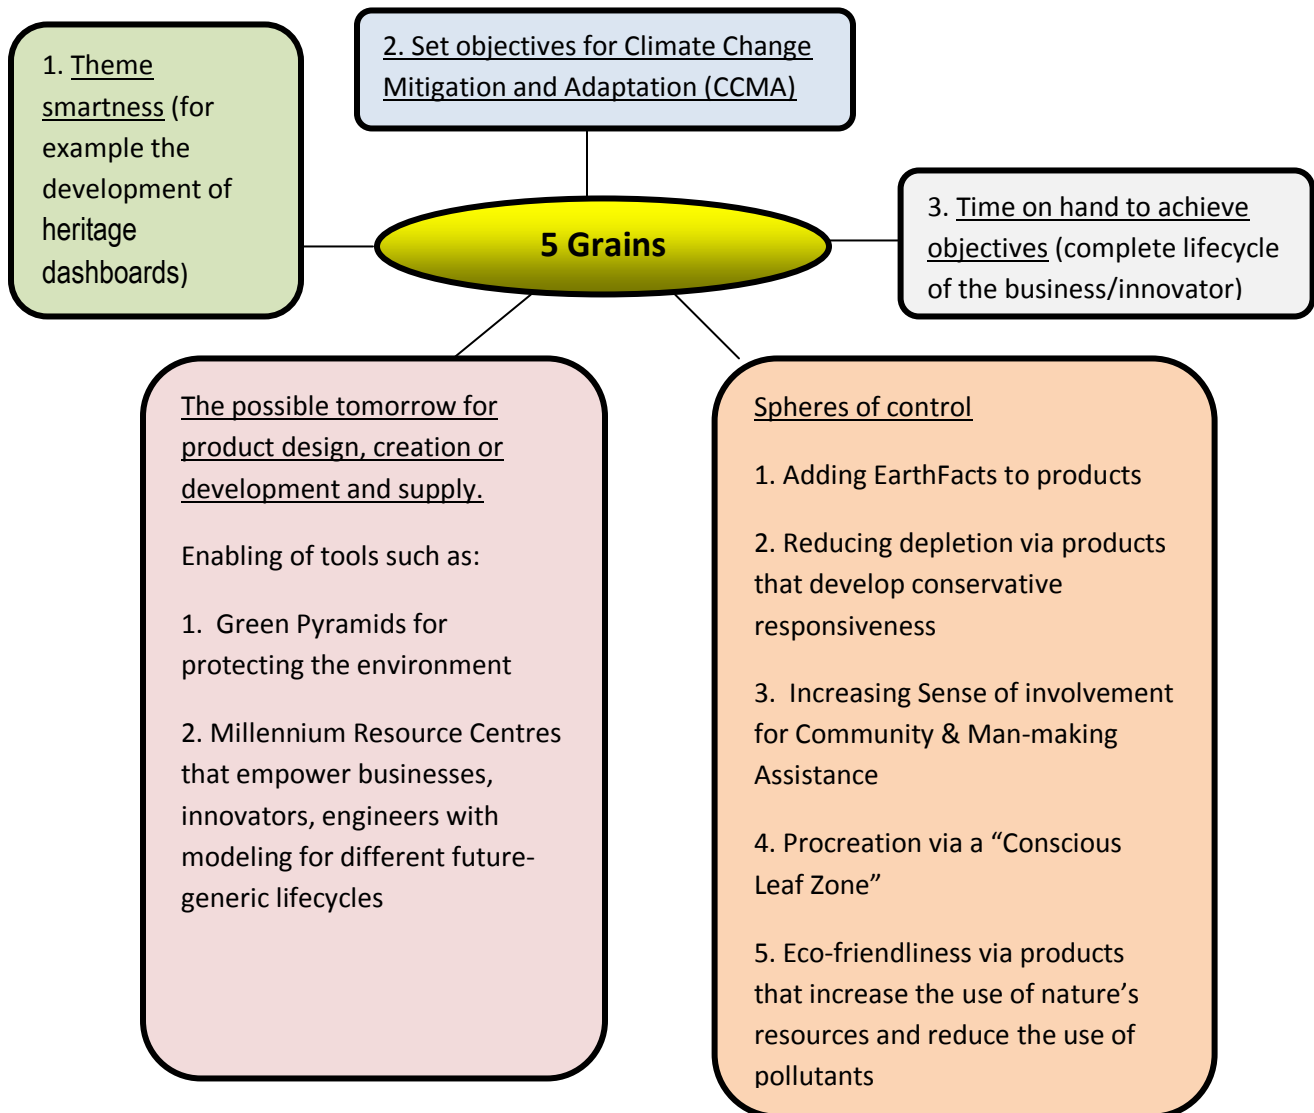 1. Theme
smartness (for
example the
development of
heritage
dashboards)
2. Set objectives for Climate Change
Mitigation and Adaptation (CCMA)
3. Time on hand to achieve
objectives (complete lifecycle
of the business/innovator)
5 Grains
The possible tomorrow for
product design, creation or
development and supply.
Enabling of tools such as:
1. Green Pyramids for
protecting the environment
2. Millennium Resource Centres
that empower businesses,
innovators, engineers with
modeling for different future-
generic lifecycles
Spheres of control
1. Adding EarthFacts to products
2. Reducing depletion via products
that develop conservative
responsiveness
3. Increasing Sense of involvement
for Community & Man-making
Assistance
4. Procreation via a “Conscious
Leaf Zone”
5. Eco-friendliness via products
that increase the use of nature’s
resources and reduce the use of
pollutants